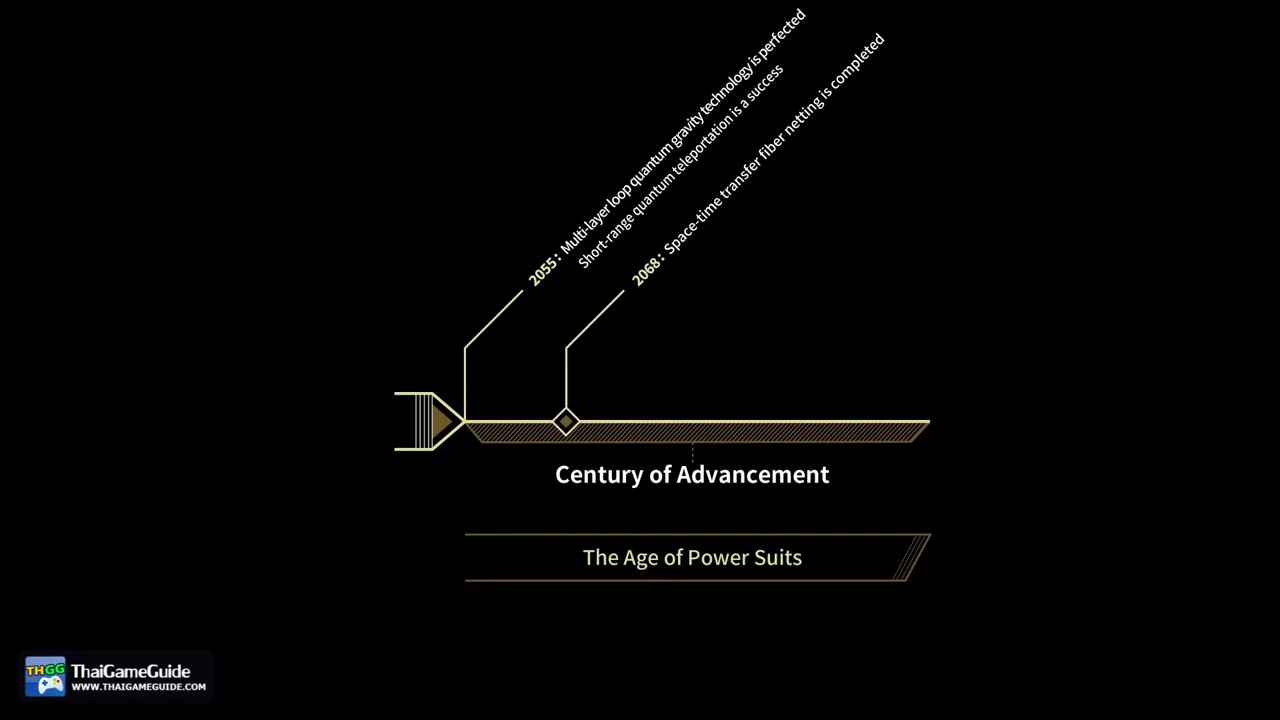 2055: Multi-layer loop quantum gravity technology is perfected
Short-range quantum teleportation is a success
2068: Space-time transfer fiber netting is completed
Century of Advancement
The Age of Power Suits
THGG
ThaiGameGuide
WWW.THAIGAMEGUIDE.COM